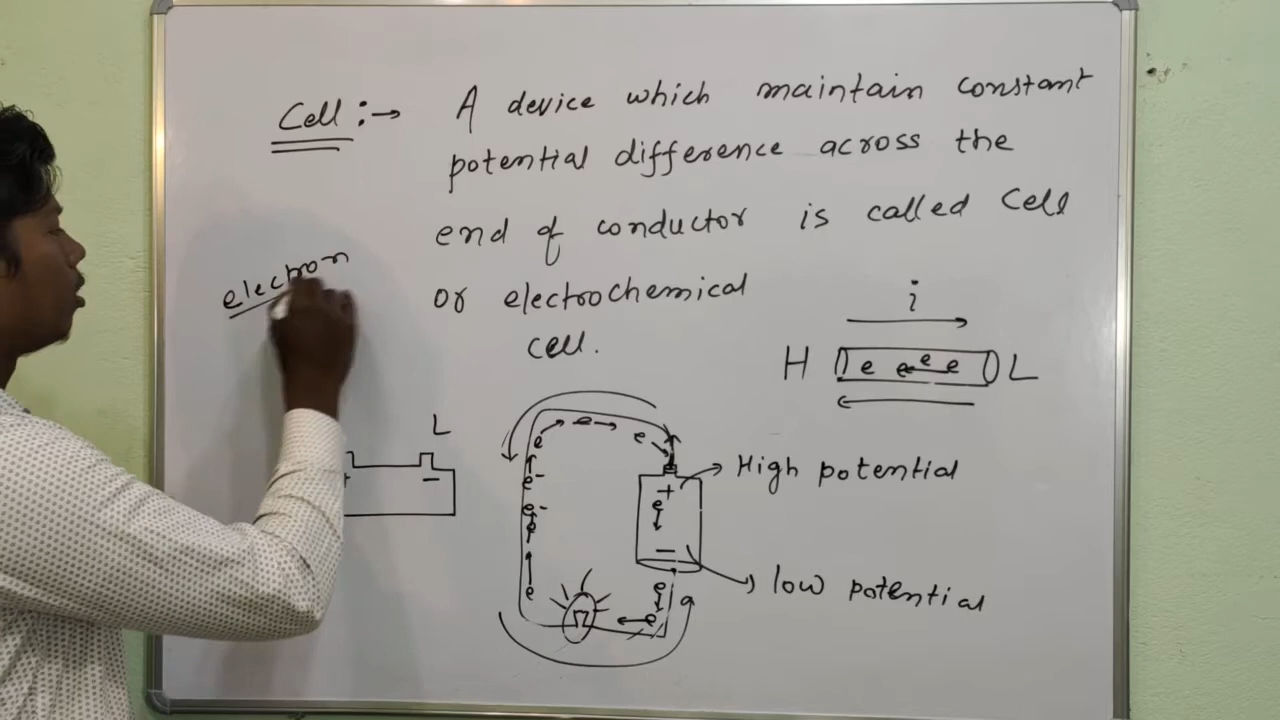 Cell :→ A device which maintain constant
potential difference across the
end of conductor is called Cell
or electrochemical
cell.
electron
i
H e e e e L
L
+ −
e e e
e-
e-
e
e
+
e
−
e
e
High potential
low potential